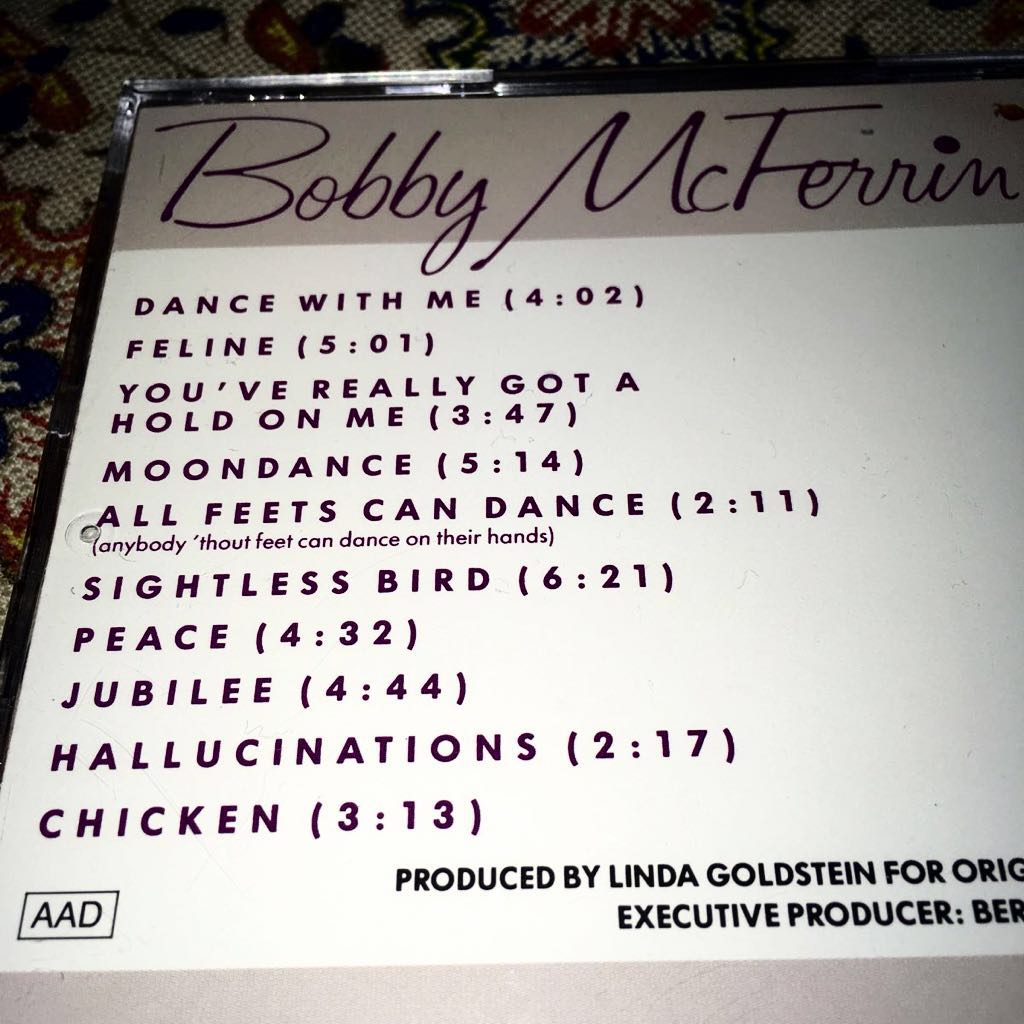 Bobby McFerrin
DANCE WITH ME (4:02)
FELINE (5:01)
YOU'VE REALLY GOT A
HOLD ON ME (3:47)
MOONDANCE (5:14)
ALL FEETS CAN DANCE (2:11)
(anybody 'thout feet can dance on their hands)
SIGHTLESS BIRD (6:21)
PEACE (4:32)
JUBILEE (4:44)
HALLUCINATIONS (2:17)
CHICKEN (3:13)
PRODUCED BY LINDA GOLDSTEIN FOR
EXECUTIVE PRODUCER:
AAD